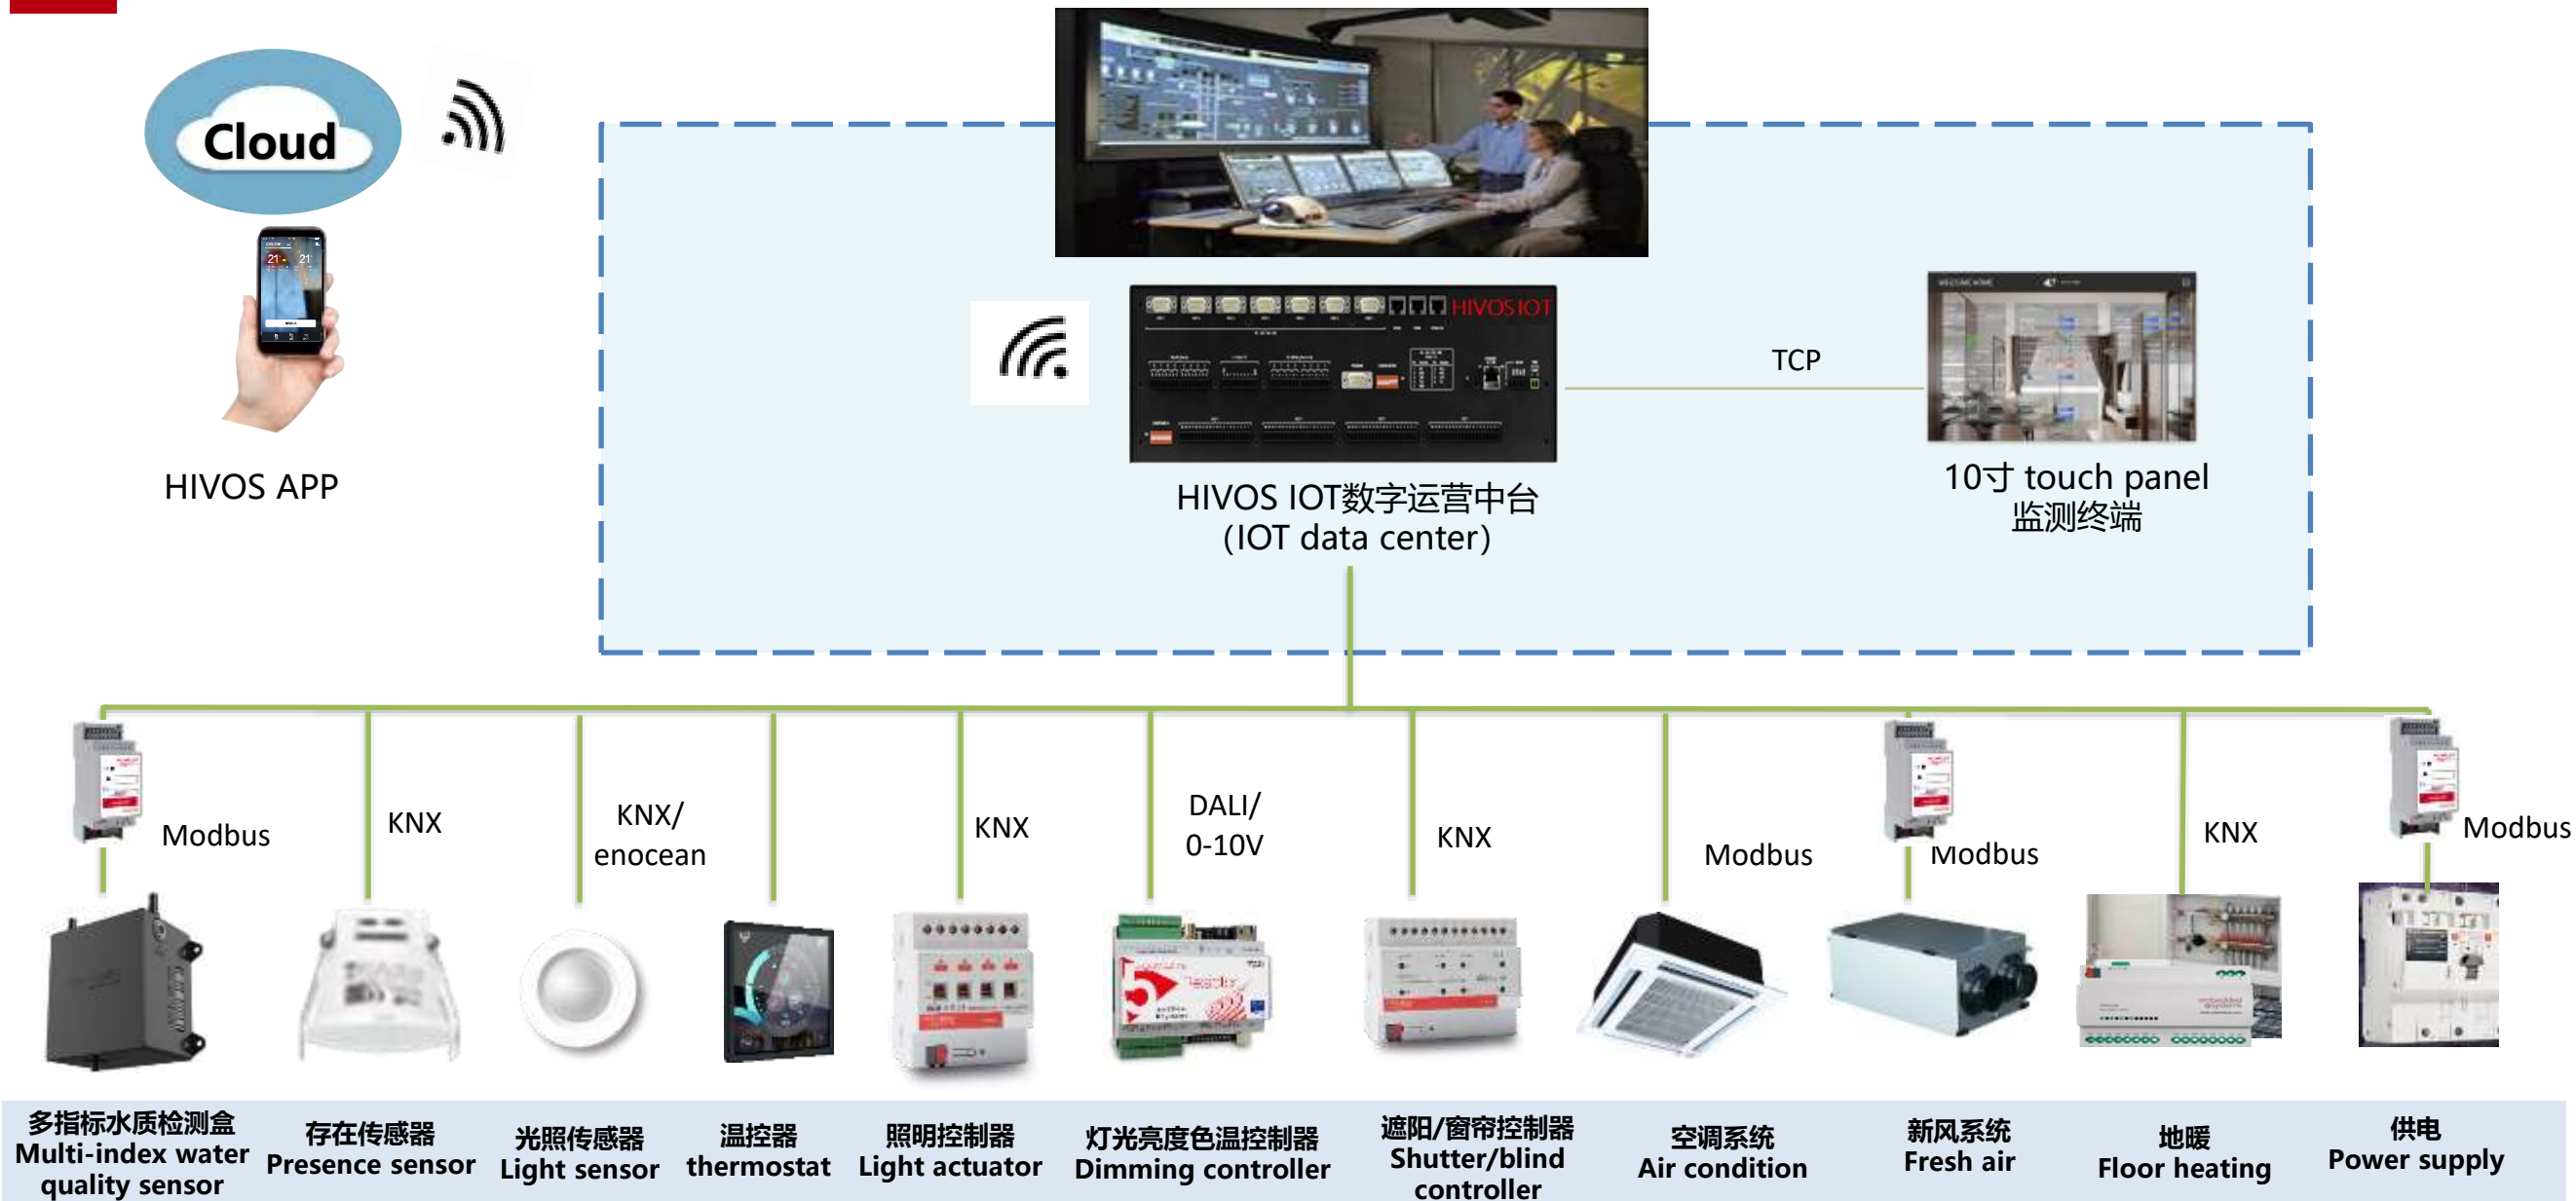 Cloud
HIVOS APP
HIVOS IOT
TCP
WELCOME HOME
21°
21°
HIVOS IOT数字运营中台
（IOT data center）
10寸 touch panel
监测终端
Modbus
KNX
KNX/
enocean
KNX
DALI/
0-10V
KNX
Modbus
Modbus
KNX
Modbus
多指标水质检测盒
Multi-index water
quality sensor
存在传感器
Presence sensor
光照传感器
Light sensor
温控器
thermostat
照明控制器
Light actuator
灯光亮度色温控制器
Dimming controller
遮阳/窗帘控制器
Shutter/blind
controller
空调系统
Air condition
新风系统
Fresh air
地暖
Floor heating
供电
Power supply